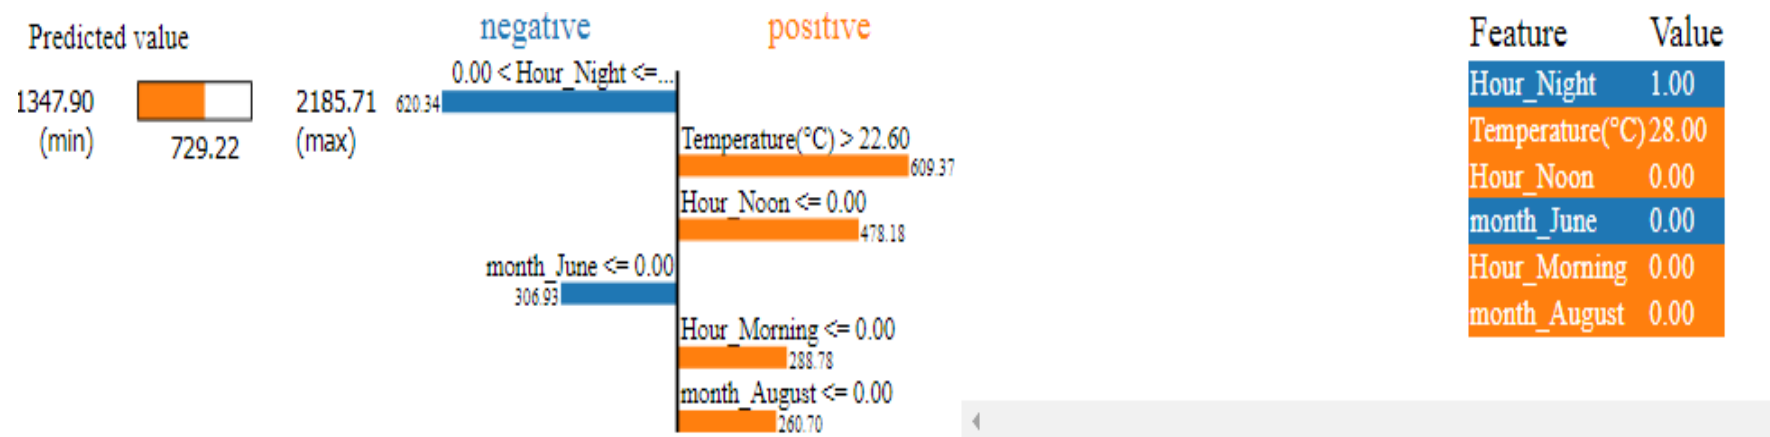 Predicted value
1347.90
(min)
729.22
2185.71
(max)
negative
positive
0.00 < Hour_Night <=...
620.34
Temperature(°C) > 22.60
609.37
Hour_Noon <= 0.00
478.18
month_June <= 0.00
306.93
Hour_Morning <= 0.00
288.78
month_August <= 0.00
260.70
Feature Value
Hour_Night 1.00
Temperature(°C) 28.00
Hour_Noon 0.00
month_June 0.00
Hour_Morning 0.00
month_August 0.00